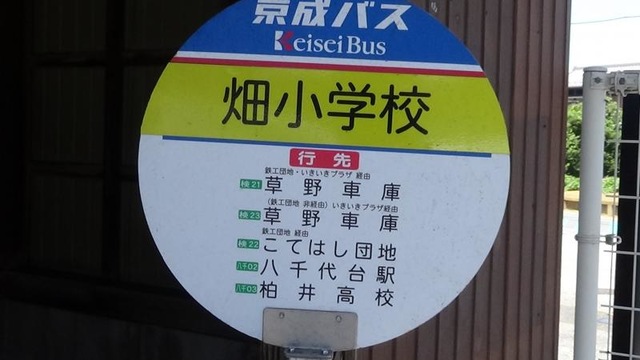 京成バス
KeiseiBus
畑小学校
行先
鉄工団地・いきいきプラザ 経由
検21 草野車庫
(鉄工団地 非経由)いきいきプラザ経由
検23 草野車庫
鉄工団地 経由
検22 こてはし団地
八千02 八千代台駅
八千03 柏井高校